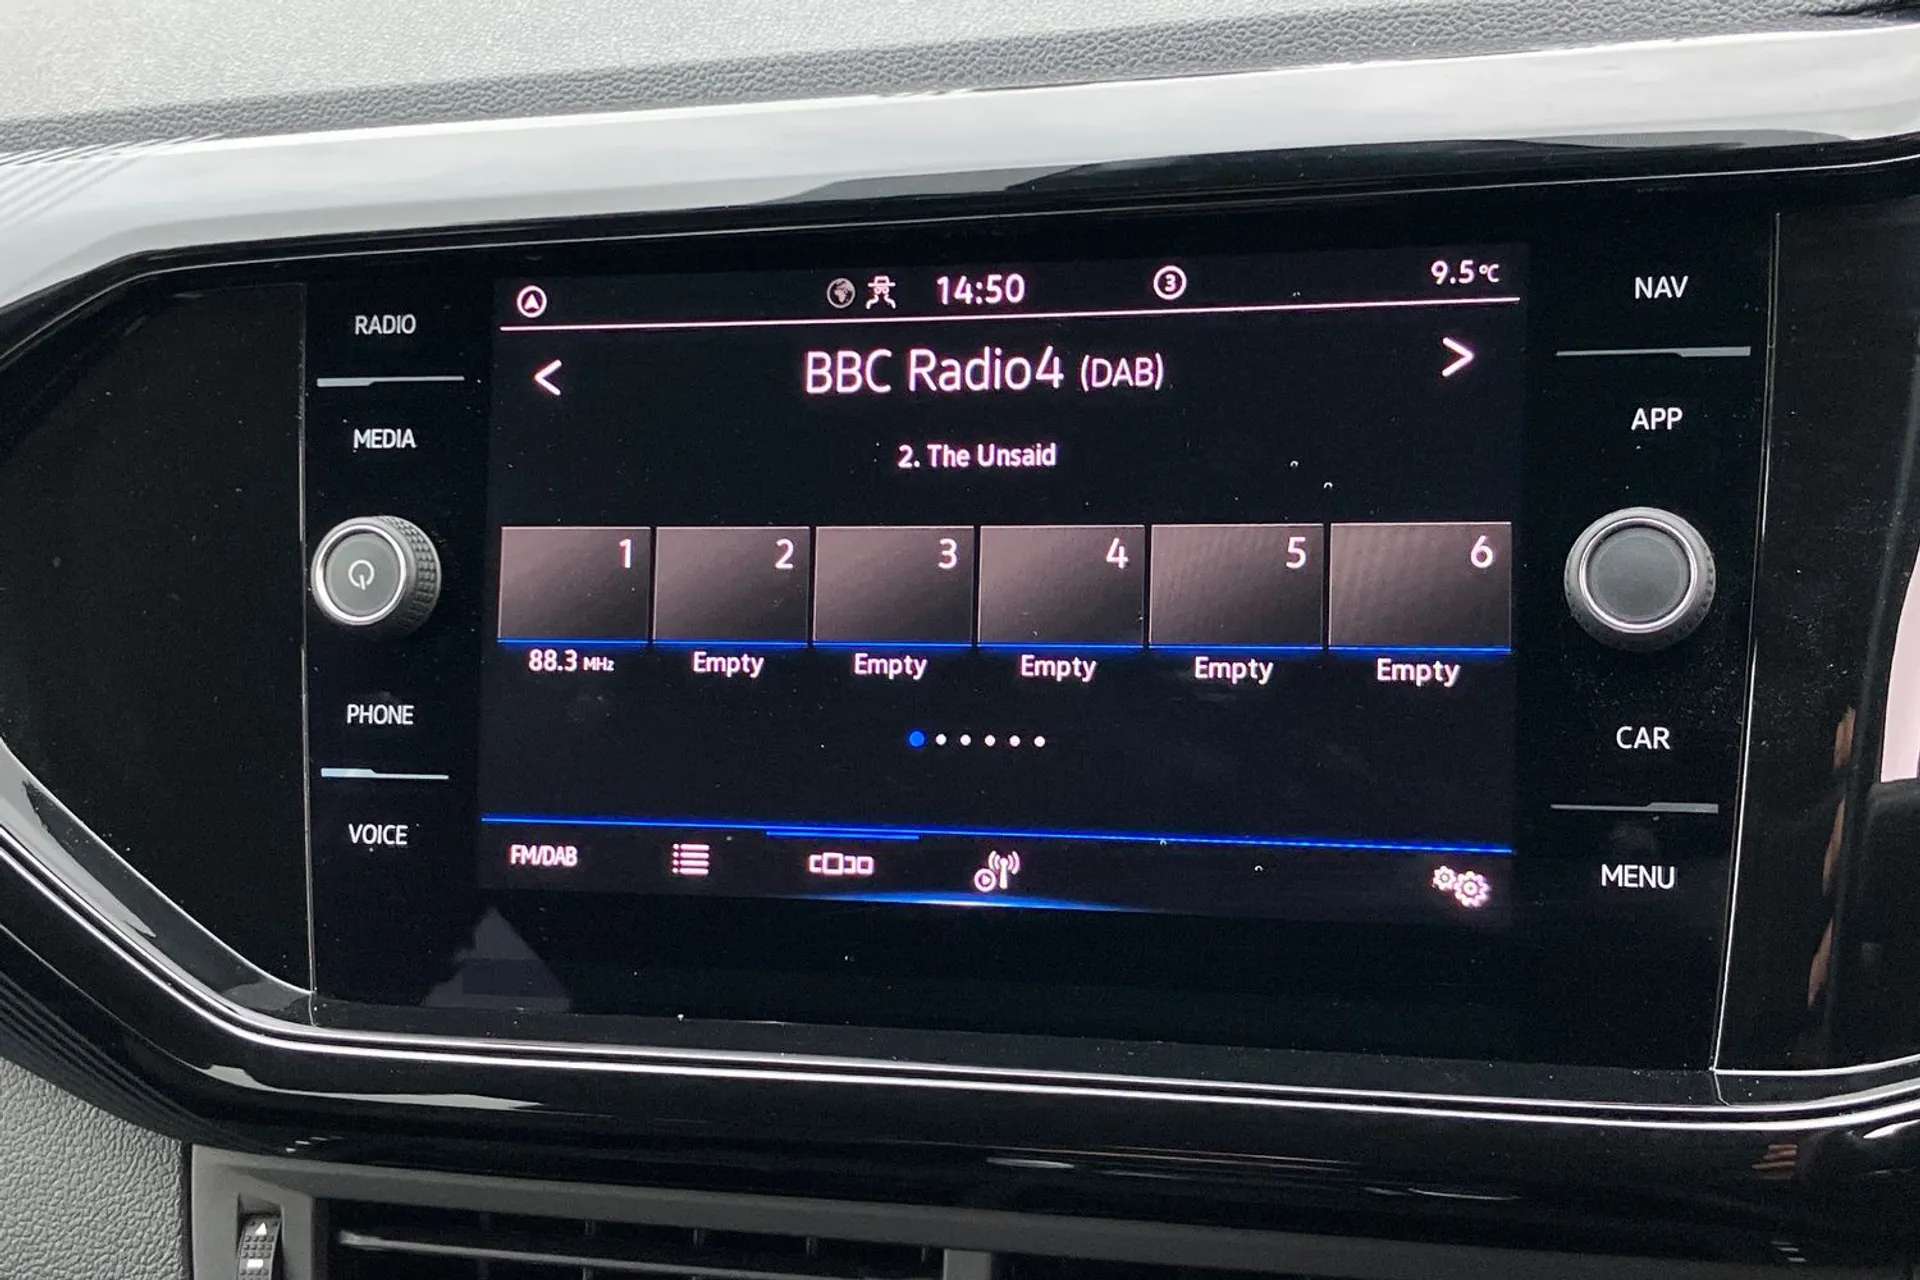 RADIO
MEDIA
PHONE
VOICE
14:50
3
9.5°C
< BBC Radio4 (DAB) >
2. The Unsaid
1 2 3 4 5 6
88.3 MHz Empty Empty Empty Empty Empty
FM/DAB
NAV
APP
CAR
MENU